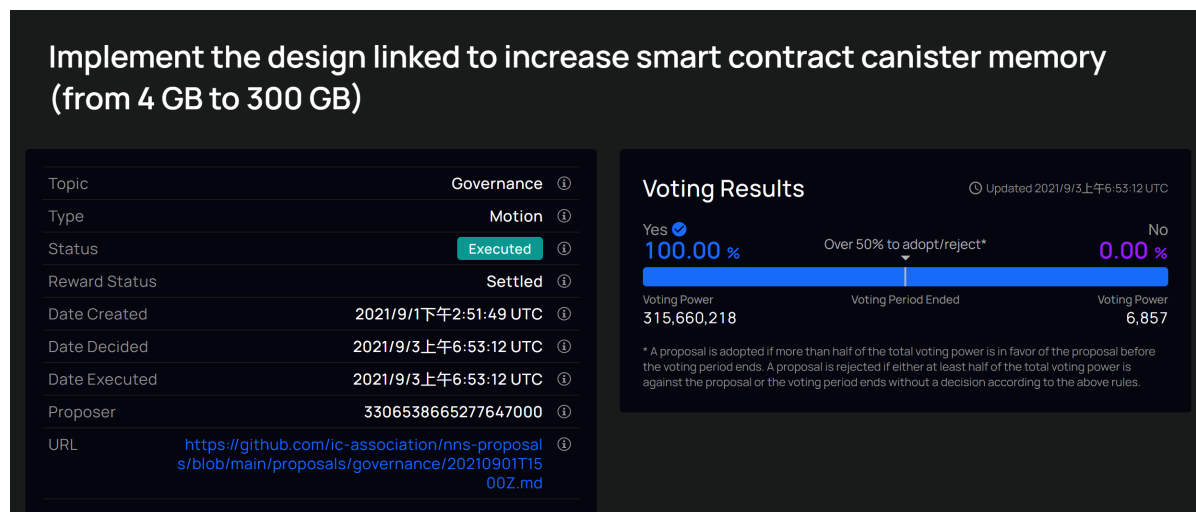 Implement the design linked to increase smart contract canister memory
(from 4 GB to 300 GB)
Topic Governance
Type Motion
Status Executed
Reward Status Settled
Date Created 2021/9/1下午2:51:49 UTC
Date Decided 2021/9/3上午6:53:12 UTC
Date Executed 2021/9/3上午6:53:12 UTC
Proposer 3306538665277647000
URL https://github.com/ic-association/nns-proposal
s/blob/main/proposals/governance/20210901T15
00Z.md
Voting Results Updated 2021/9/3上午6:53:12 UTC
Yes No
100.00 % Over 50% to adopt/reject* 0.00 %
Voting Power Voting Period Ended Voting Power
315,660,218 6,857
* A proposal is adopted if more than half of the total voting power is in favor of the proposal before
the voting period ends. A proposal is rejected if either at least half of the total voting power is
against the proposal or the voting period ends without a decision according to the above rules.